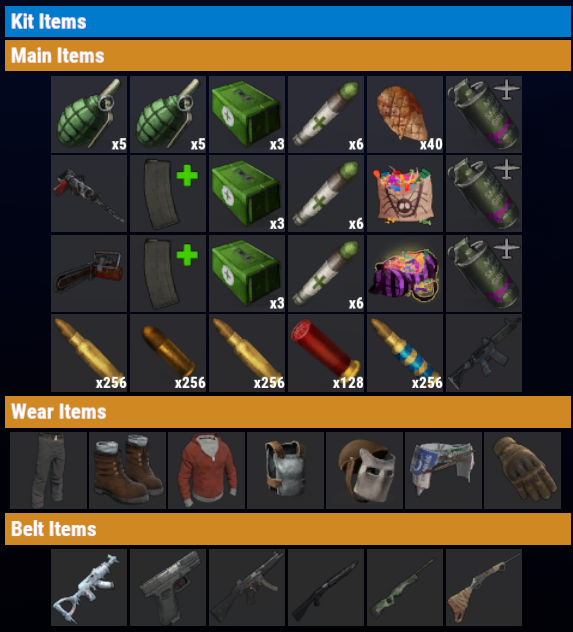 Kit Items
Main Items
x5 x5 x3 x6 x40
x3 x6
x3 x6
x256 x256 x256 x128 x256
Wear Items
Belt Items